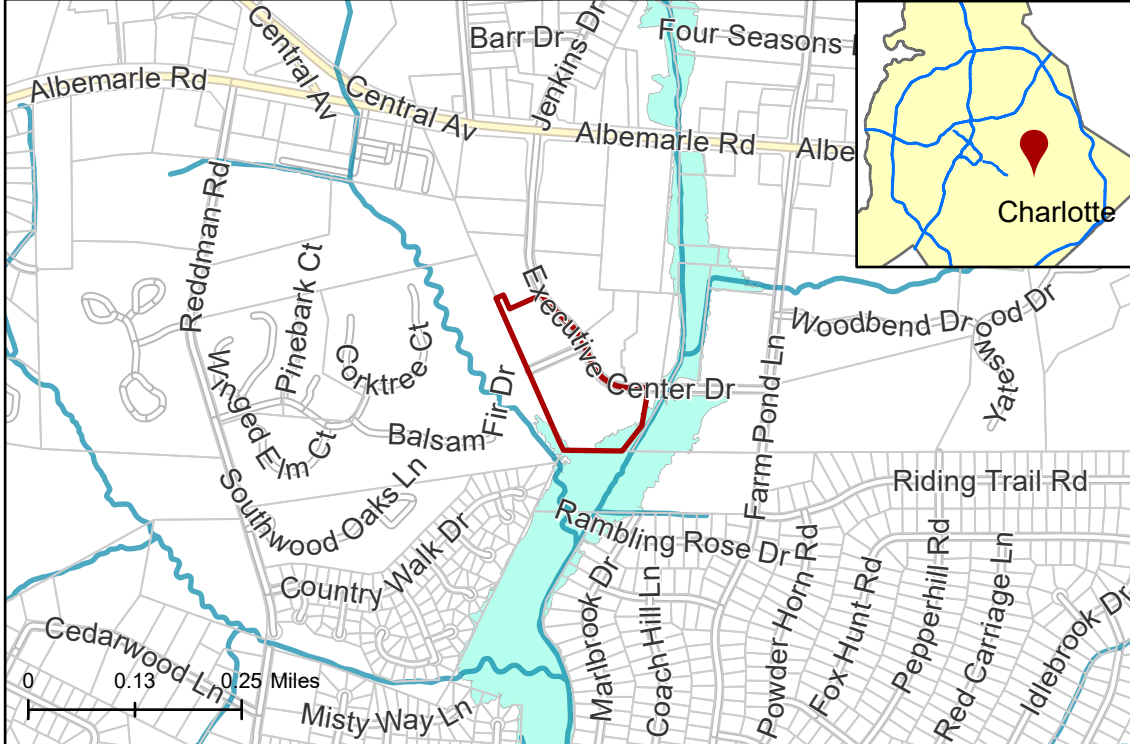 Barr Dr
Jenkins Dr
Four Seasons
Central Av
Albemarle Rd
Central Av
Albemarle Rd
Albe
Charlotte
Reddman Rd
Pinebark Ct
Corktree Ct
Winged Elm Ct
Executive Center Dr
Woodbend Dr
Yateswood Dr
Farm Pond Ln
Balsam Fir Dr
Southwood Oaks Ln
Riding Trail Rd
Rambling Rose Dr
Country Walk Dr
Marlbrook Dr
Coach Hill Ln
Powder Horn Rd
Fox Hunt Rd
Pepperhill Rd
Red Carriage Ln
Idlebrook Dr
Cedarwood Ln
Misty Way Ln
0 0.13 0.25 Miles